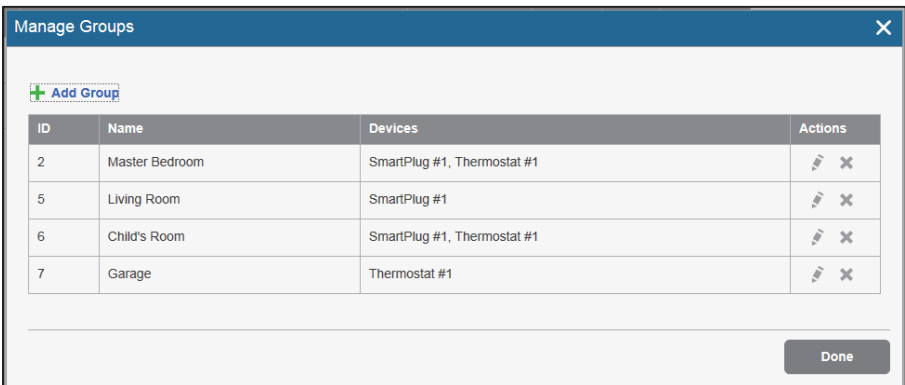 Manage Groups
Add Group
ID Name Devices Actions
2 Master Bedroom SmartPlug #1, Thermostat #1
5 Living Room SmartPlug #1
6 Child's Room SmartPlug #1, Thermostat #1
7 Garage Thermostat #1
Done